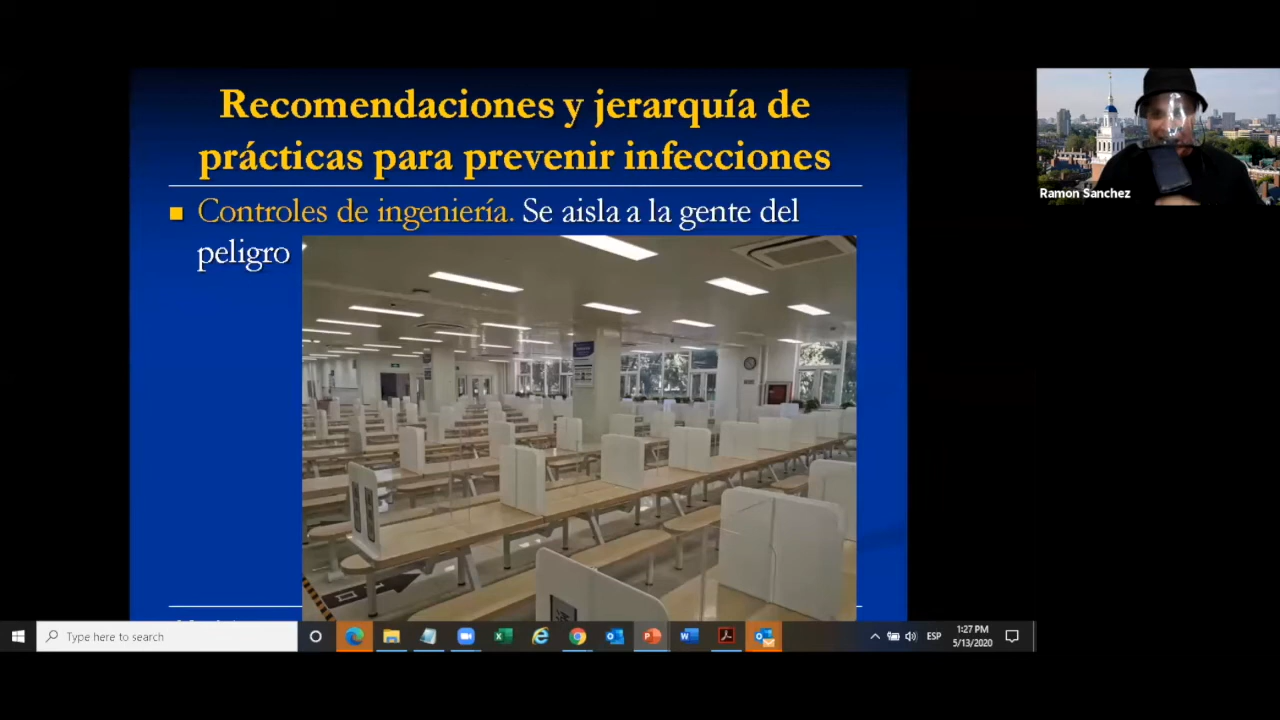 Recomendaciones y jerarquía de
prácticas para prevenir infecciones
Controles de ingeniería. Se aisla a la gente del
peligro
Ramon Sanchez
Type here to search
ESP
1:27 PM
5/13/2020